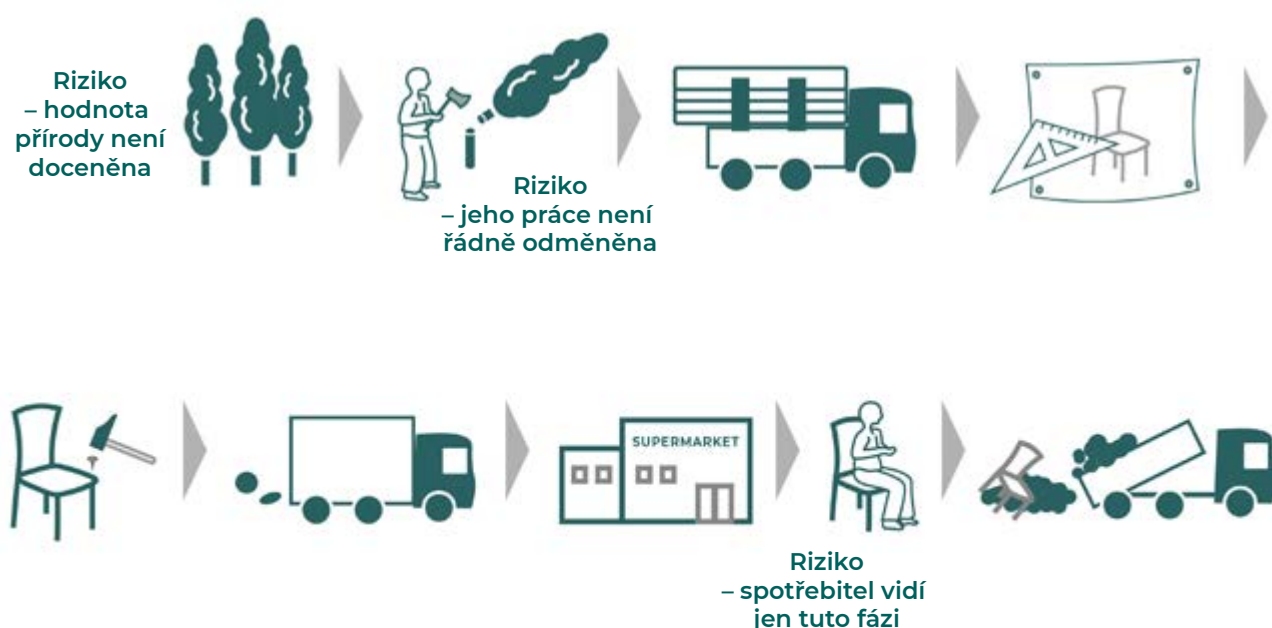 Riziko
– hodnota
přírody není
doceněna
Riziko
– jeho práce není
řádně odměněna
SUPERMARKET
Riziko
– spotřebitel vidí
jen tuto fázi